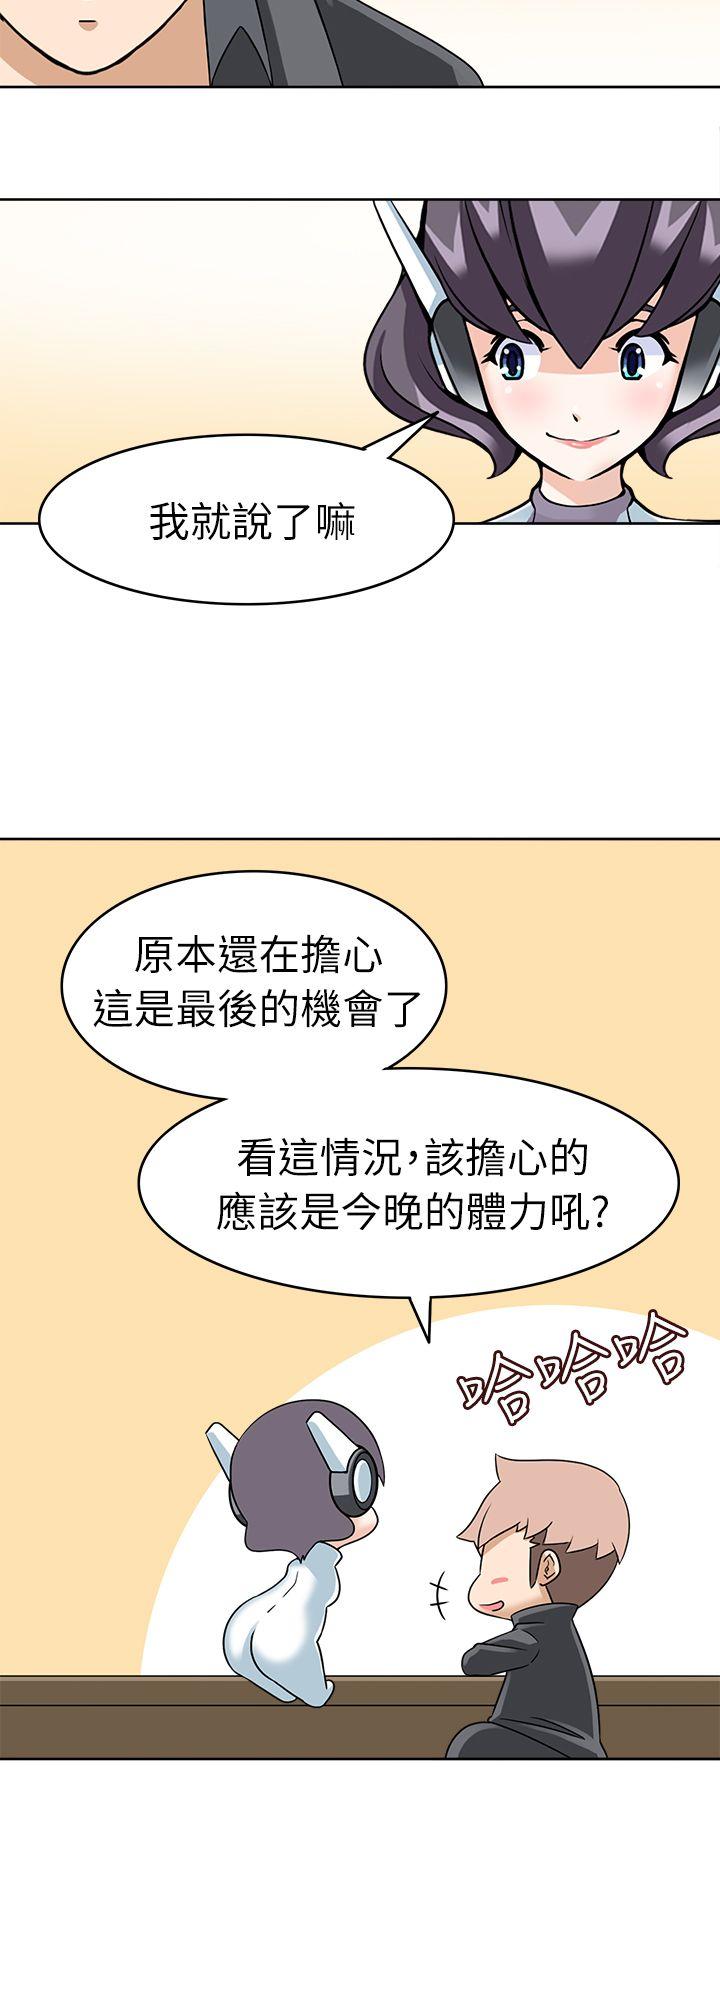 我就說了嘛
原本還在擔心
這是最後的機會了
看這情況,該擔心的
應該是今晚的體力吼?
哈哈哈